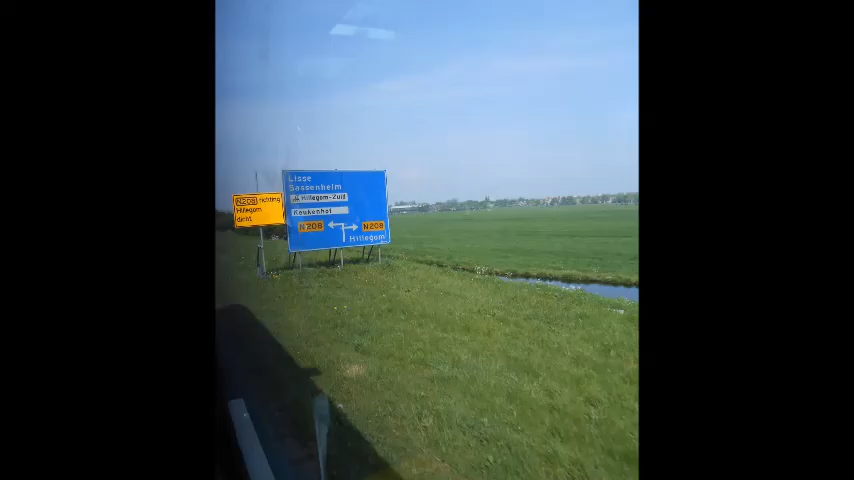 N208 richting
Hillegom
dicht
Lisse
Sassenheim
Hillegom-Zuid
Keukenhof
N208
N208
Hillegom